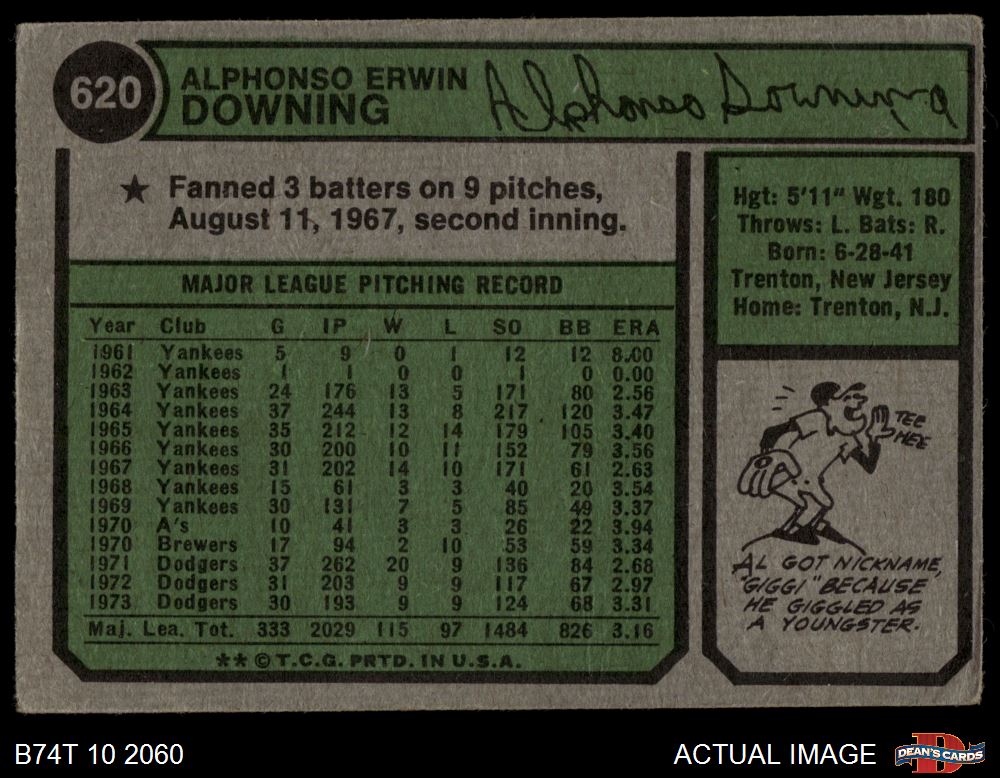 620
ALPHONSO ERWIN
DOWNING
Alphonso Downing
★ Fanned 3 batters on 9 pitches,
August 11, 1967, second inning.
MAJOR LEAGUE PITCHING RECORD
Year Club G IP W L SO BB ERA
1961 Yankees 5 9 0 1 12 12 8.00
1962 Yankees 1 1 0 0 1 0 0.00
1963 Yankees 24 176 13 5 171 80 2.56
1964 Yankees 37 244 13 8 217 120 3.47
1965 Yankees 35 212 12 14 179 105 3.40
1966 Yankees 30 200 10 11 152 79 3.56
1967 Yankees 31 202 14 10 171 61 2.63
1968 Yankees 15 61 3 3 40 20 3.54
1969 Yankees 30 131 7 5 85 49 3.37
1970 A's 10 41 3 3 26 22 3.94
1970 Brewers 17 94 2 10 53 59 3.34
1971 Dodgers 37 262 20 9 136 84 2.68
1972 Dodgers 31 203 9 9 117 67 2.97
1973 Dodgers 30 193 9 9 124 68 3.31
Maj. Lea. Tot. 333 2029 115 97 1484 826 3.16
** © T.C.G. PRTD. IN U.S.A.
Hgt: 5'11" Wgt. 180
Throws: L. Bats: R.
Born: 6-28-41
Trenton, New Jersey
Home: Trenton, N.J.
TEE
HEE
AL GOT NICKNAME,
"GIGGI" BECAUSE
HE GIGGLED AS
A YOUNGSTER.
B74T 10 2060
ACTUAL IMAGE
DEAN'S CARDS